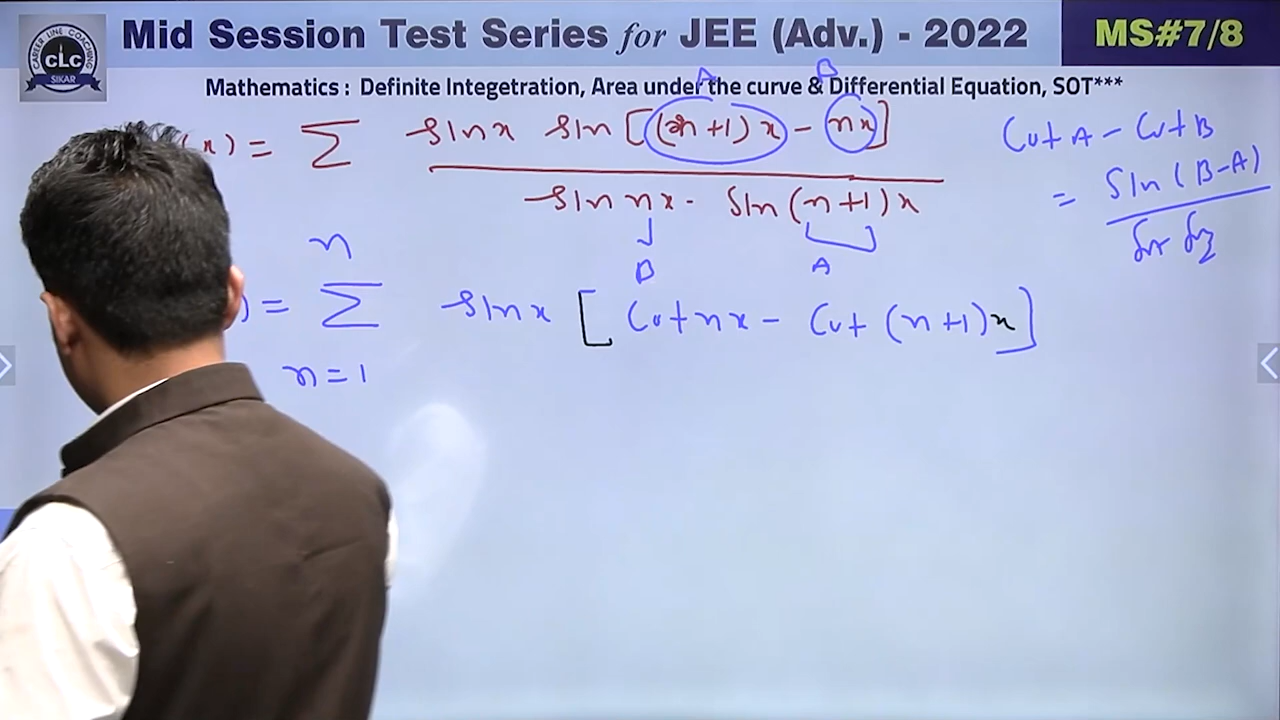 Mid Session Test Series for JEE (Adv.) - 2022
MS#7/8
CAREER LINE COACHING
CLC
SIKAR
Mathematics : Definite Integetration, Area under the curve & Differential Equation, SOT***
A B
(x) = Σ sinx sin [(n+1)x - nx]
sin nx · sin (n+1)x
B A
Cot A - Cot B
= Sin (B-A)
n
) = Σ sinx [Cot nx - Cot (n+1)x]
n=1